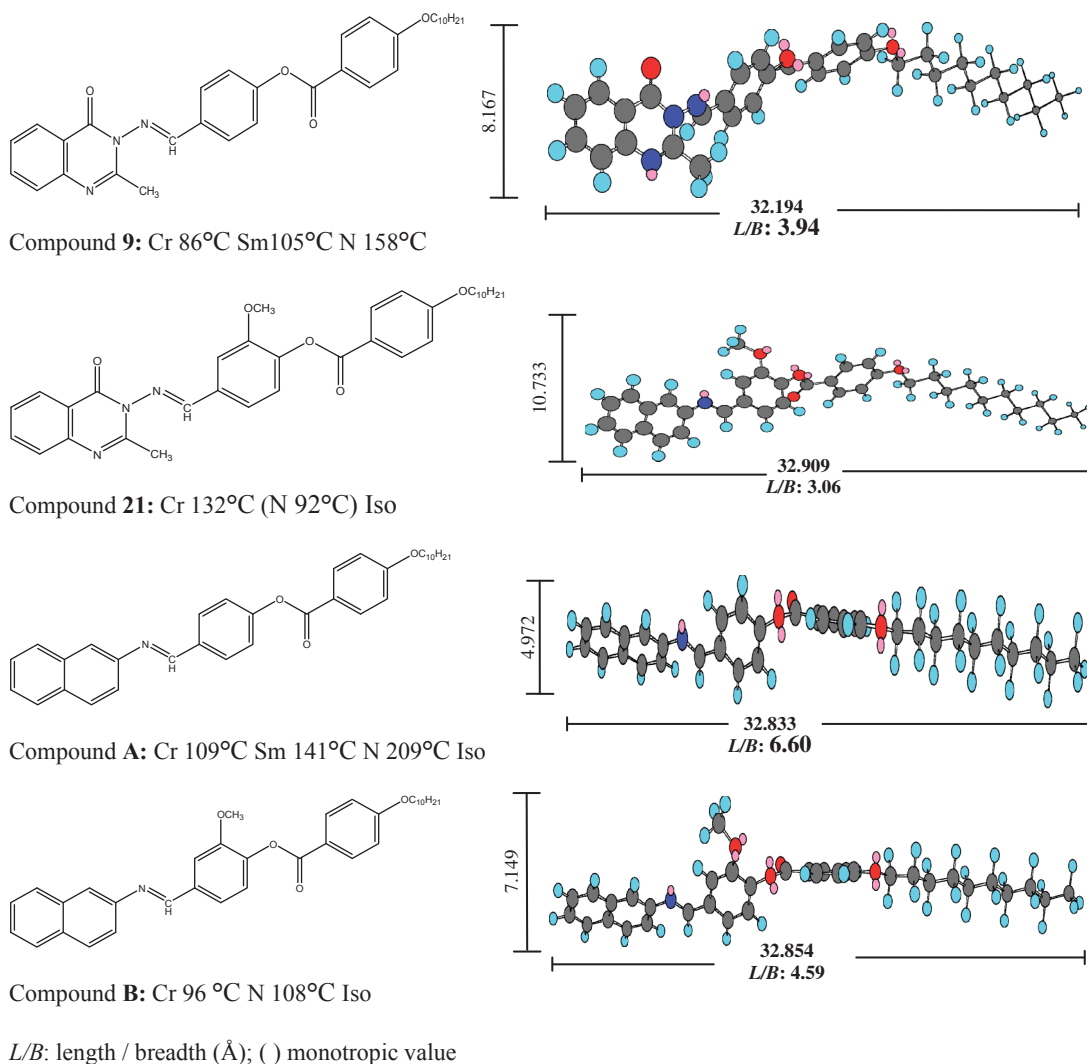 OC10H21
O
O
O
N
N
C
H
N
CH3
8.167
32.194
L/B: 3.94
Compound 9: Cr 86°C Sm105°C N 158°C
OC10H21
OCH3
O
O
O
N
N
C
H
N
CH3
10.733
32.909
L/B: 3.06
Compound 21: Cr 132°C (N 92°C) Iso
OC10H21
O
O
N
C
H
4.972
32.833
L/B: 6.60
Compound A: Cr 109°C Sm 141°C N 209°C Iso
OC10H21
OCH3
O
O
N
C
H
7.149
32.854
L/B: 4.59
Compound B: Cr 96 °C N 108°C Iso
L/B: length / breadth (Å); ( ) monotropic value